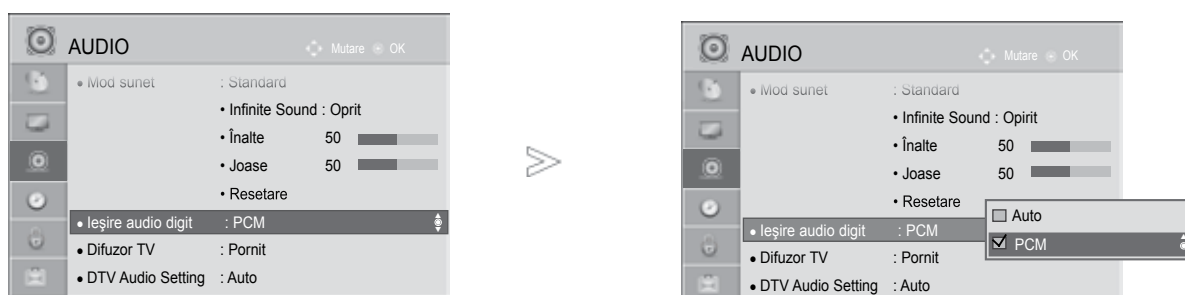 AUDIO
Mutare OK
• Mod sunet : Standard
• Infinite Sound : Oprit
• Înalte 50
• Joase 50
• Resetare
• Ieşire audio digit : PCM
• Difuzor TV : Pornit
• DTV Audio Setting : Auto
AUDIO
Mutare OK
• Mod sunet : Standard
• Infinite Sound : Opirit
• Înalte 50
• Joase 50
• Resetare
Auto
• Ieşire audio digit : PCM
PCM
• Difuzor TV : Pornit
• DTV Audio Setting : Auto